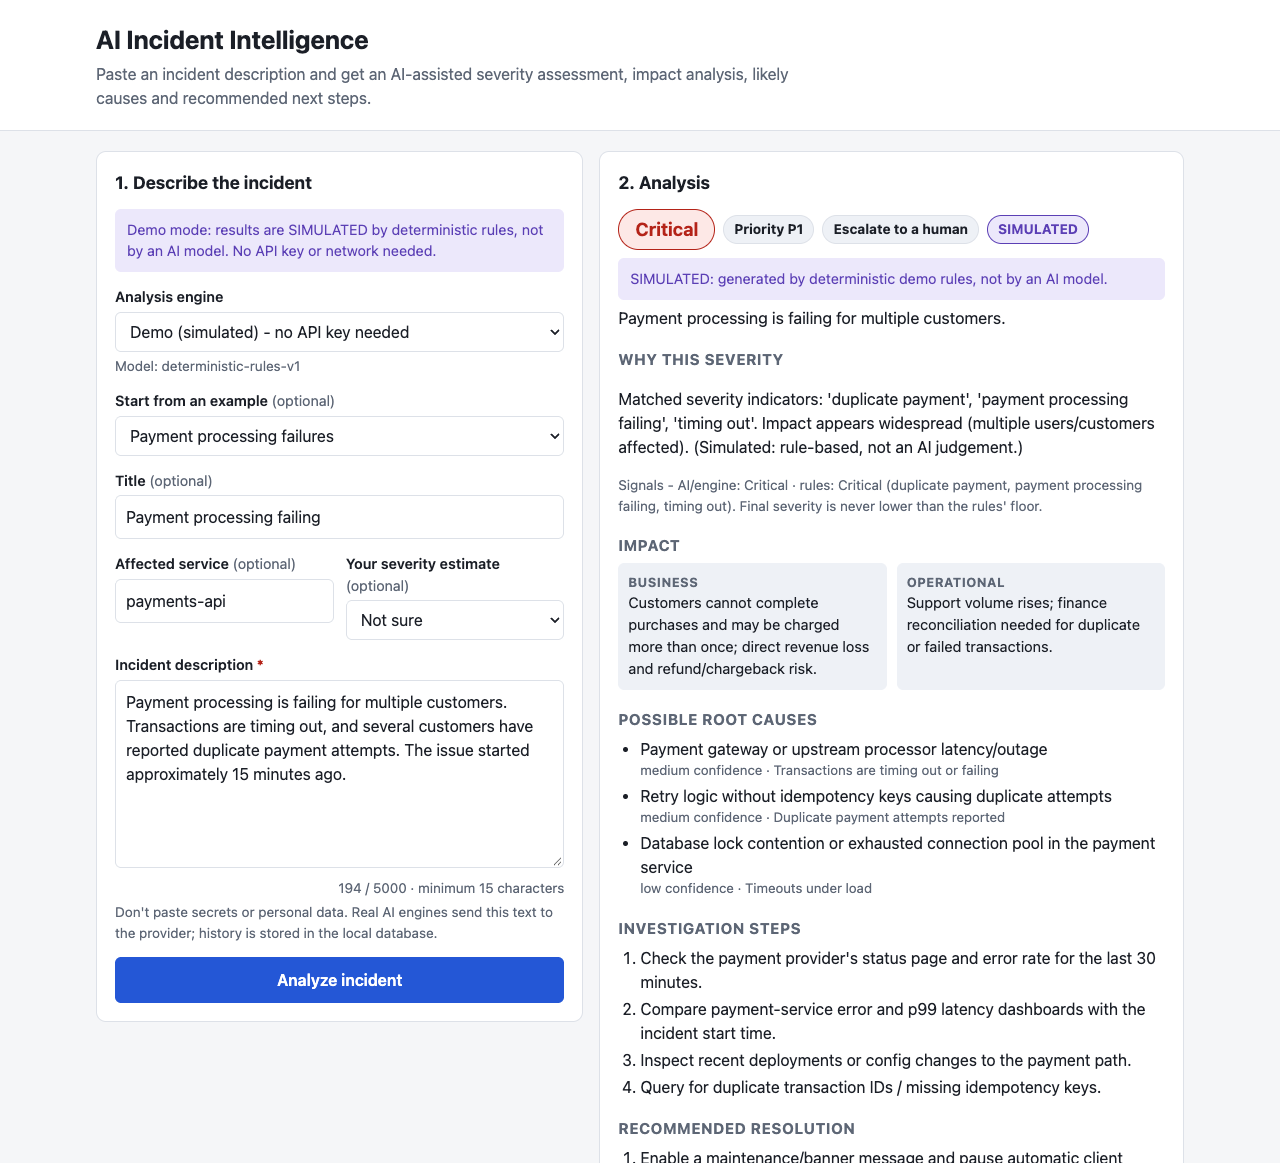 AI Incident Intelligence
Paste an incident description and get an AI-assisted severity assessment, impact analysis, likely
causes and recommended next steps.
1. Describe the incident
Demo mode: results are SIMULATED by deterministic rules, not
by an AI model. No API key or network needed.
Analysis engine
Demo (simulated) - no API key needed
Model: deterministic-rules-v1
Start from an example (optional)
Payment processing failures
Title (optional)
Payment processing failing
Affected service (optional)
payments-api
Your severity estimate
(optional)
Not sure
Incident description *
Payment processing is failing for multiple customers.
Transactions are timing out, and several customers have
reported duplicate payment attempts. The issue started
approximately 15 minutes ago.
194 / 5000 · minimum 15 characters
Don't paste secrets or personal data. Real AI engines send this text to
the provider; history is stored in the local database.
Analyze incident
2. Analysis
Critical
Priority P1
Escalate to a human
SIMULATED
SIMULATED: generated by deterministic demo rules, not by an AI model.
Payment processing is failing for multiple customers.
WHY THIS SEVERITY
Matched severity indicators: 'duplicate payment', 'payment processing
failing', 'timing out'. Impact appears widespread (multiple users/customers
affected). (Simulated: rule-based, not an AI judgement.)
Signals - AI/engine: Critical · rules: Critical (duplicate payment, payment processing
failing, timing out). Final severity is never lower than the rules' floor.
IMPACT
BUSINESS
Customers cannot complete
purchases and may be charged
more than once; direct revenue loss
and refund/chargeback risk.
OPERATIONAL
Support volume rises; finance
reconciliation needed for duplicate
or failed transactions.
POSSIBLE ROOT CAUSES
• Payment gateway or upstream processor latency/outage
medium confidence · Transactions are timing out or failing
• Retry logic without idempotency keys causing duplicate attempts
medium confidence · Duplicate payment attempts reported
• Database lock contention or exhausted connection pool in the payment
service
low confidence · Timeouts under load
INVESTIGATION STEPS
1. Check the payment provider's status page and error rate for the last 30
minutes.
2. Compare payment-service error and p99 latency dashboards with the
incident start time.
3. Inspect recent deployments or config changes to the payment path.
4. Query for duplicate transaction IDs / missing idempotency keys.
RECOMMENDED RESOLUTION
1. Enable a maintenance/banner message and pause automatic client